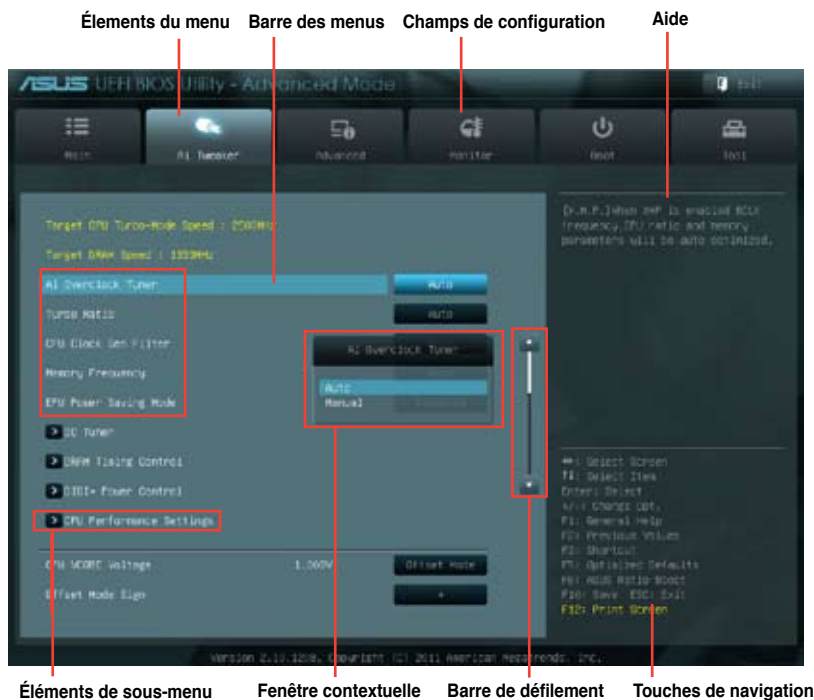 Élements du menu Barre des menus Champs de configuration Aide
ASUS UEFI BIOS Utility - Advanced Mode Exit
Main Ai Tweaker Advanced Monitor Boot Tool
Target CPU Turbo-Mode Speed : 2500MHz
Target DRAM Speed : 1333MHz
[X.M.P.]When XMP is enabled BCLK
frequency,CPU ratio and memory
parameters will be auto optimized.
Ai Overclock Tuner Auto
Turbo Ratio Auto
CPU Clock Gen Filter
Memory Frequency
EPU Power Saving Mode
Ai Overclock Tuner
Auto
Manual
OC Tuner
DRAM Timing Control
DIGI+ Power Control
CPU Performance Settings
CPU VCORE Voltage 1.000V Offset Mode
Offset Mode Sign +
: Select Screen
: Select Item
Enter: Select
+/-: Change Opt.
F1: General Help
F2: Previous Values
F3: Shortcut
F5: Optimized Defaults
F6: ASUS Ratio Boost
F10: Save ESC: Exit
F12: Print Screen
Version 2.10.1208. Copyright (C) 2011 American Megatrends, Inc.
Éléments de sous-menu Fenêtre contextuelle Barre de défilement Touches de navigation